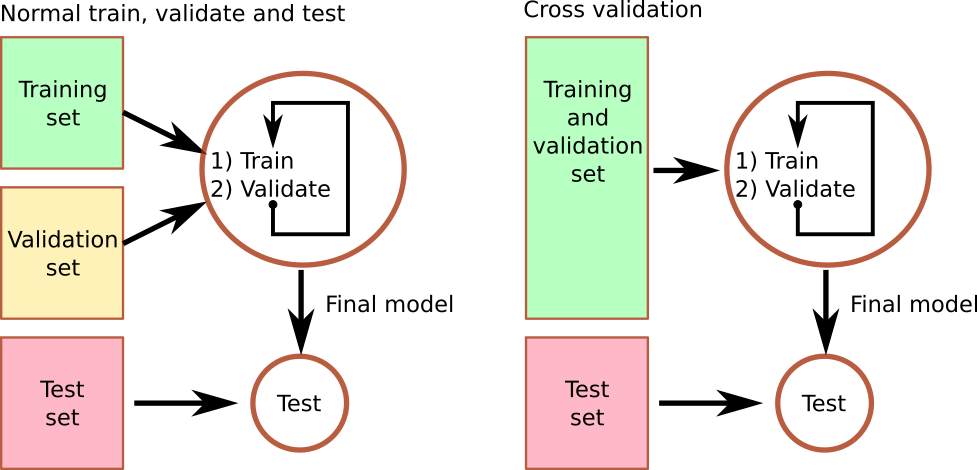 Normal train, validate and test
Training
set
Validation
set
Test
set
1) Train
2) Validate
Final model
Test
Cross validation
Training
and
validation
set
Test
set
1) Train
2) Validate
Final model
Test